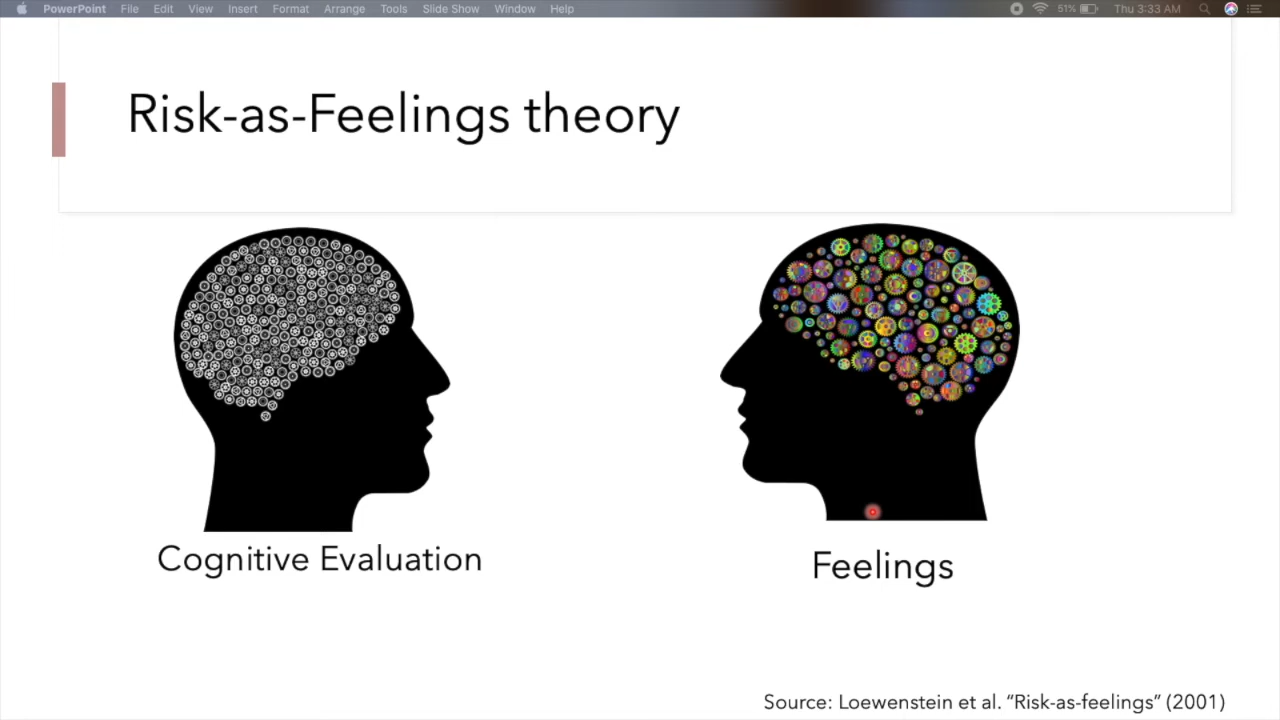 PowerPoint File Edit View Insert Format Arrange Tools Slide Show Window Help 51% Thu 3:33 AM
Risk-as-Feelings theory
Cognitive Evaluation
Feelings
Source: Loewenstein et al. “Risk-as-feelings” (2001)